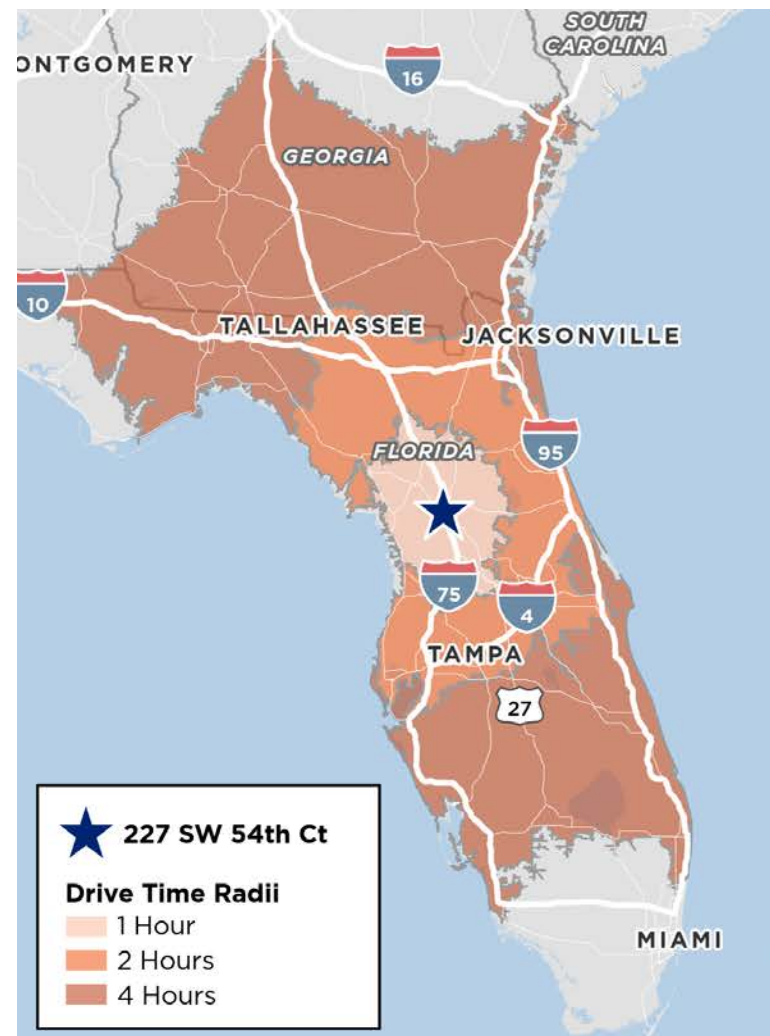 SOUTH
CAROLINA
ONTGOMERY
16
GEORGIA
10
TALLAHASSEE
JACKSONVILLE
FLORIDA
95
75
4
TAMPA
27
227 SW 54th Ct
Drive Time Radii
1 Hour
2 Hours
4 Hours
MIAMI